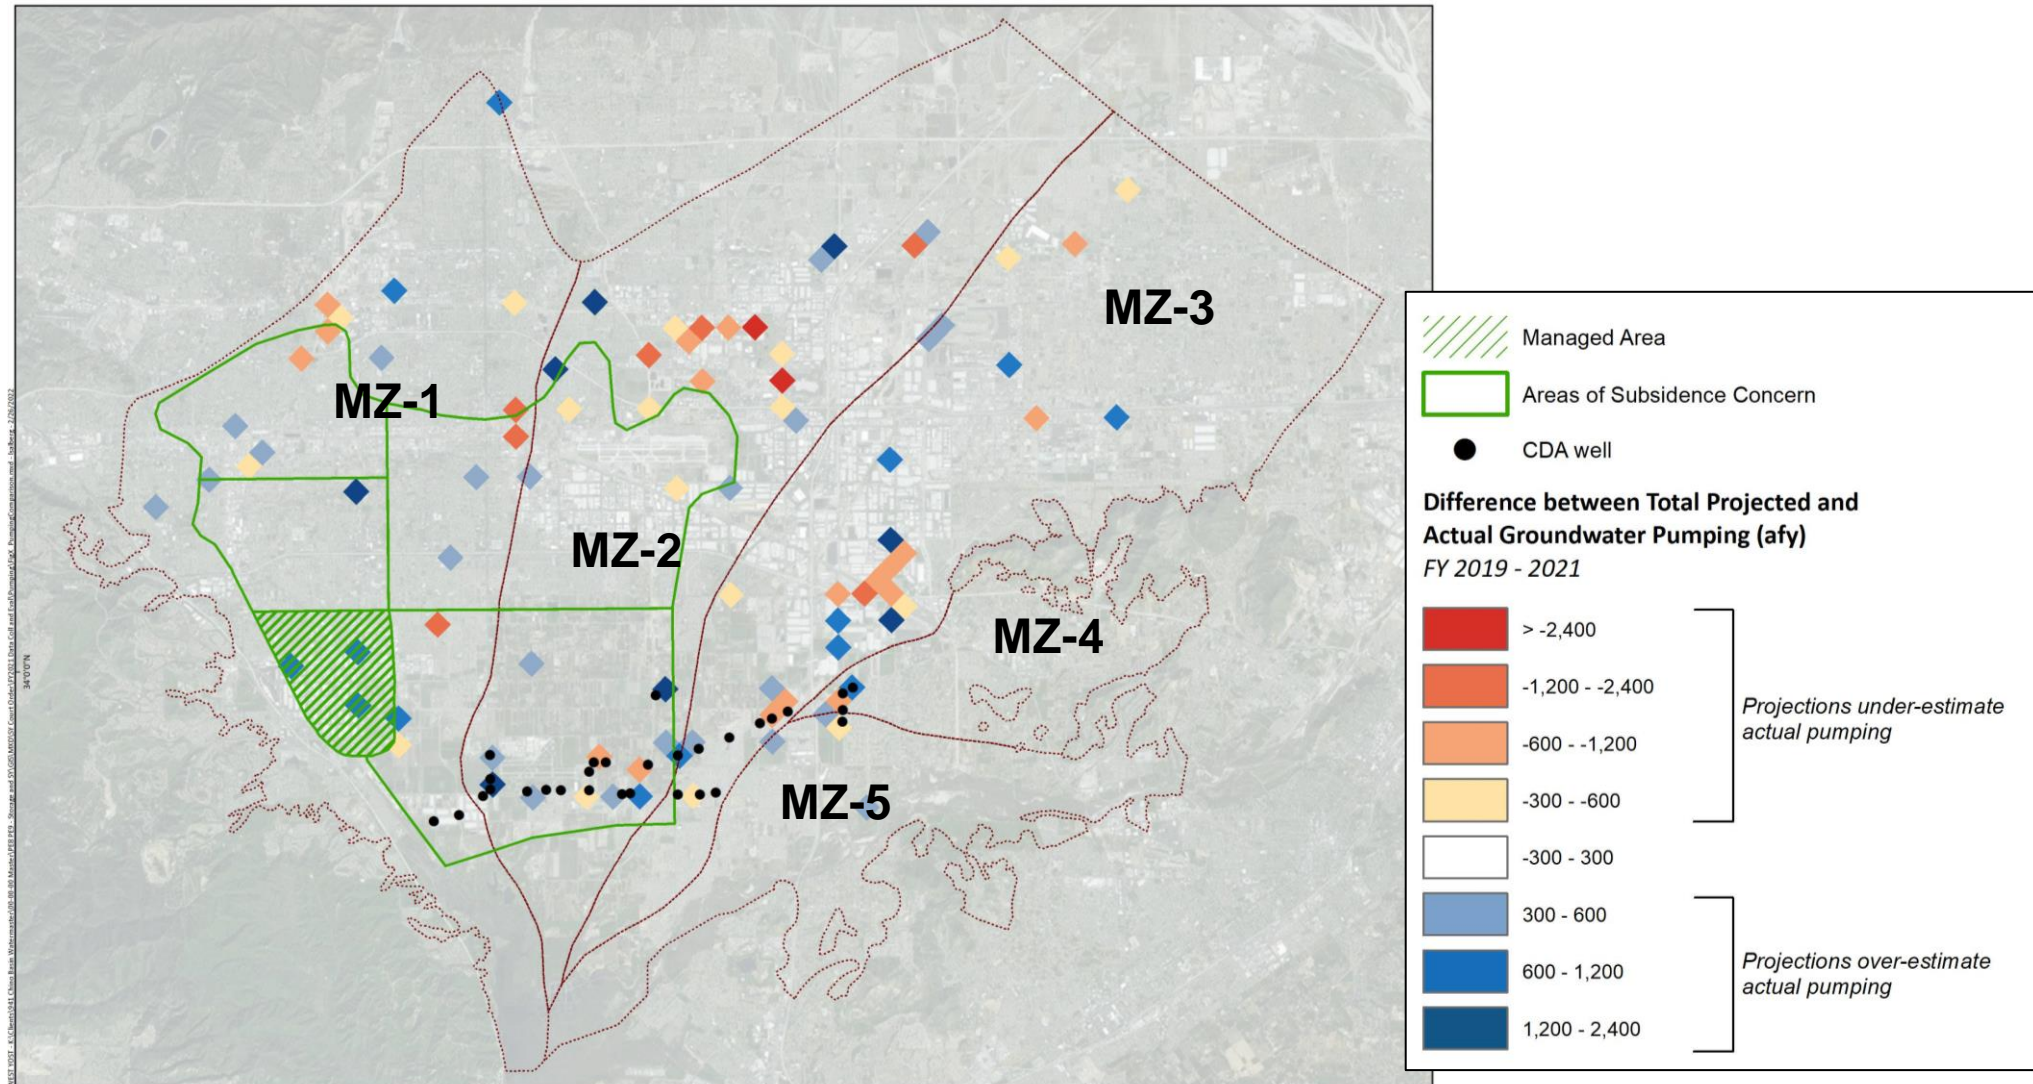 MZ-1
MZ-2
MZ-3
MZ-4
MZ-5
34°0'0"N
Managed Area
Areas of Subsidence Concern
CDA well
Difference between Total Projected and
Actual Groundwater Pumping (afy)
FY 2019 - 2021
> -2,400
-1,200 - -2,400
-600 - -1,200
-300 - -600
-300 - 300
300 - 600
600 - 1,200
1,200 - 2,400
Projections under-estimate
actual pumping
Projections over-estimate
actual pumping